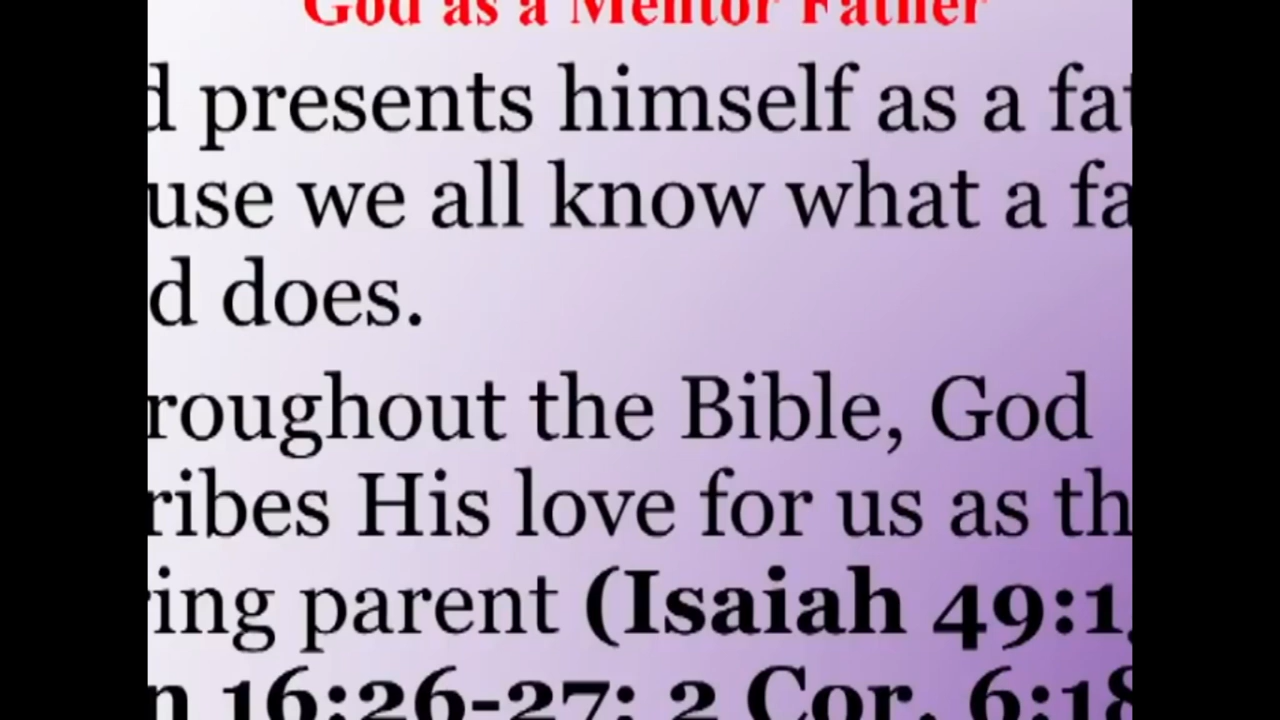 God as a Mentor Father
d presents himself as a fat
use we all know what a fa
d does.
roughout the Bible, God
ribes His love for us as th
ring parent (Isaiah 49:1
n 16:26-27; 2 Cor. 6:18